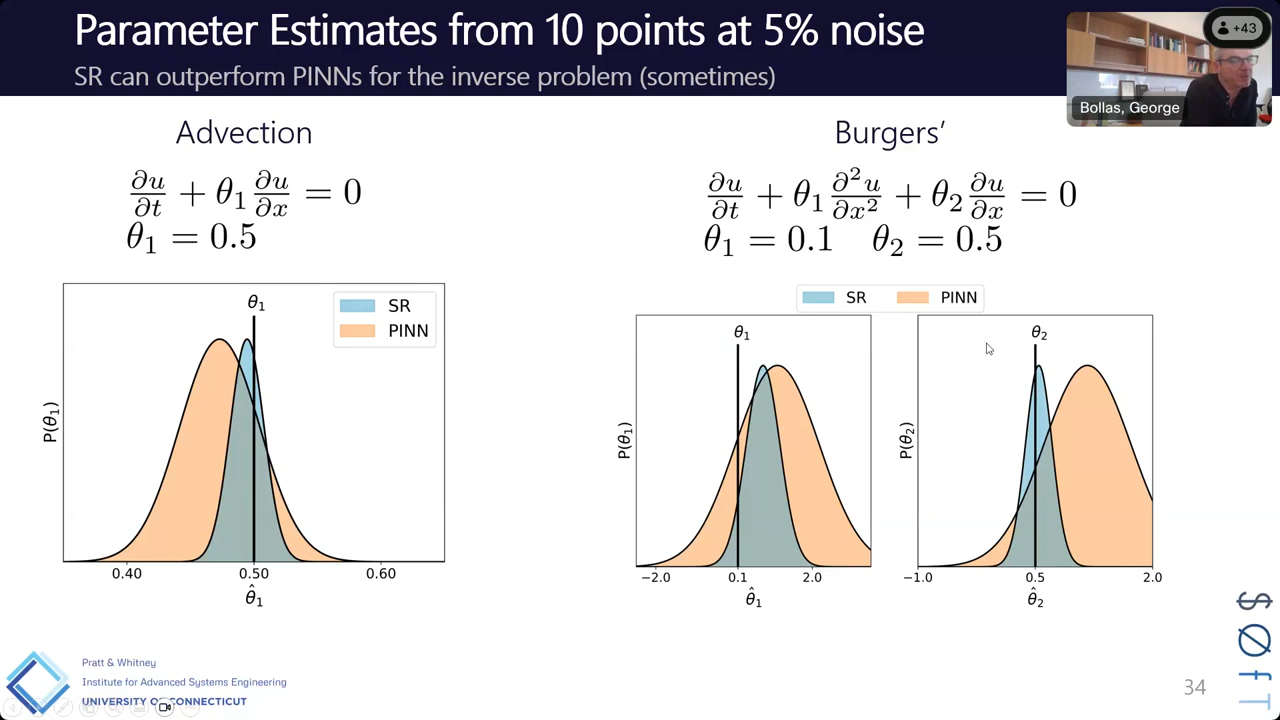 Parameter Estimates from 10 points at 5% noise
SR can outperform PINNs for the inverse problem (sometimes)
+43
Bollas, George
Advection
∂u/∂t + θ₁ ∂u/∂x = 0
θ₁ = 0.5
θ₁
SR
PINN
P(θ₁)
0.40 0.50 0.60
θ̂₁
Burgers’
∂u/∂t + θ₁ ∂²u/∂x² + θ₂ ∂u/∂x = 0
θ₁ = 0.1 θ₂ = 0.5
SR PINN
θ₁
P(θ₁)
−2.0 0.1 2.0
θ̂₁
θ₂
P(θ₂)
−1.0 0.5 2.0
θ̂₂
Pratt & Whitney
Institute for Advanced Systems Engineering
UNIVERSITY OF CONNECTICUT
34